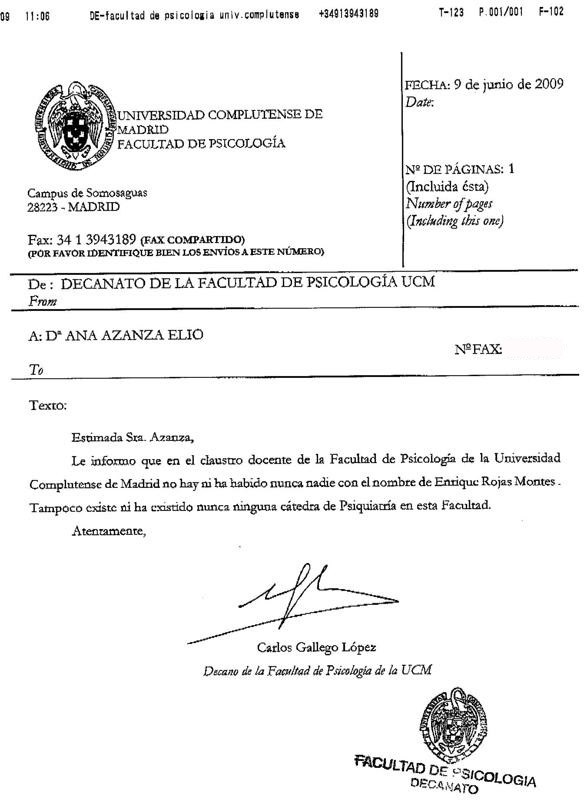 09 11:06 DE-facultad de psicologia univ.complutense +34913943189 T-123 P.001/001 F-102
UNIVERSIDAD COMPLUTENSE DE
MADRID
FACULTAD DE PSICOLOGÍA
Campus de Somosaguas
28223 - MADRID
Fax: 34 1 3943189 (FAX COMPARTIDO)
(POR FAVOR IDENTIFIQUE BIEN LOS ENVÍOS A ESTE NÚMERO)
FECHA: 9 de junio de 2009
Date:
Nº DE PÁGINAS: 1
(Incluida ésta)
Number of pages
(Including this one)
De : DECANATO DE LA FACULTAD DE PSICOLOGÍA UCM
From
A: Dª ANA AZANZA ELIO
Nº FAX:
To
Texto:
Estimada Sra. Azanza,
Le informo que en el claustro docente de la Facultad de Psicología de la Universidad
Complutense de Madrid no hay ni ha habido nunca nadie con el nombre de Enrique Rojas Montes .
Tampoco existe ni ha existido nunca ninguna cátedra de Psiquiatría en esta Facultad.
Atentamente,
Carlos Gallego López
Decano de la Facultad de Psicología de la UCM
FACULTAD DE PSICOLOGIA
DECANATO